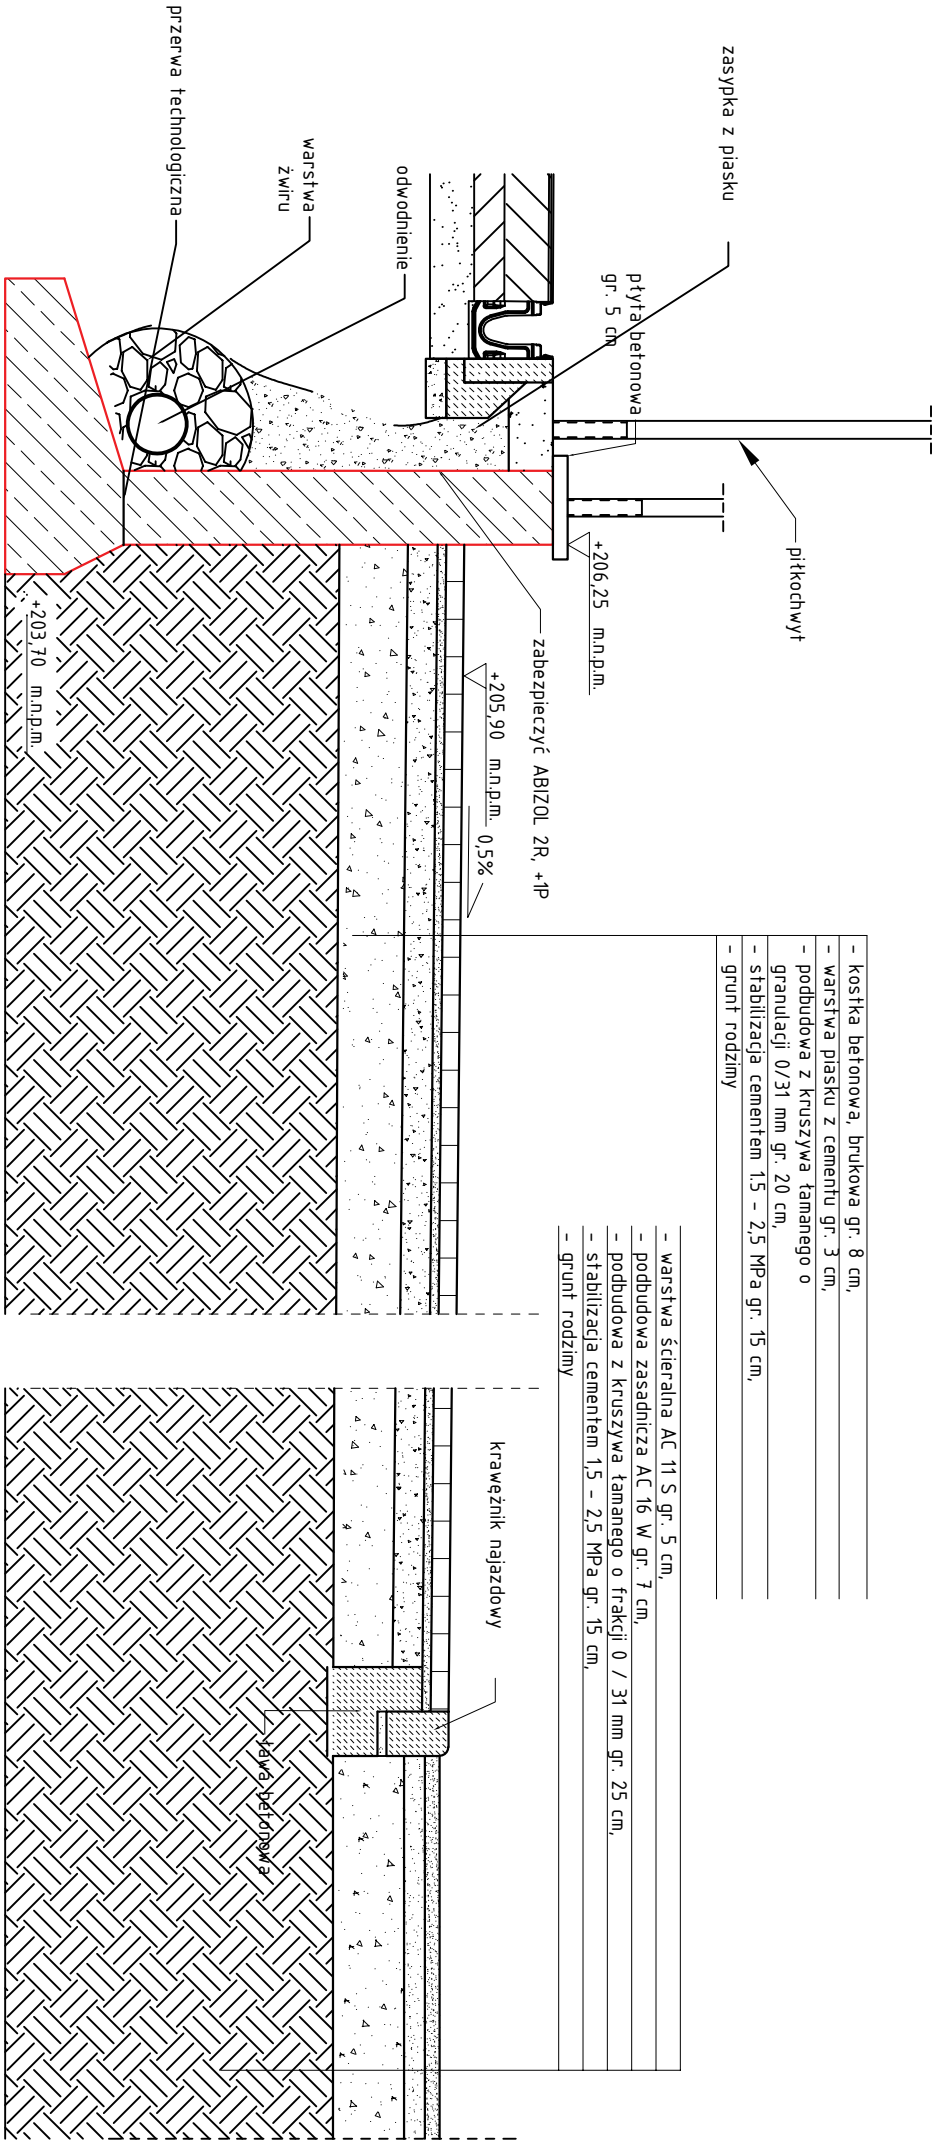 - kostka betonowa, brukowa gr. 8 cm,
- warstwa piasku z cementu gr. 3 cm,
- podbudowa z kruszywa łamanego o
granulacji 0/31 mm gr. 20 cm,
- stabilizacja cementem 1.5 - 2,5 MPa gr. 15 cm,
- grunt rodzimy
- warstwa ścieralna AC 11 S gr. 5 cm,
- podbudowa zasadnicza AC 16 W gr. 7 cm,
- podbudowa z kruszywa łamanego o frakcji 0 / 31 mm gr. 25 cm,
- stabilizacja cementem 1,5 - 2,5 MPa gr. 15 cm,
- grunt rodzimy
piłkochwyt
zasypka z piasku
płyta betonowa
gr. 5 cm
+206,25 m.n.p.m.
zabezpieczyć ABIZOL 2R, +1P
+205,90 m.n.p.m.
0,5%
krawężnik najazdowy
odwodnienie
warstwa
żwiru
ława betonowa
przerwa technologiczna
+203,70 m.n.p.m.